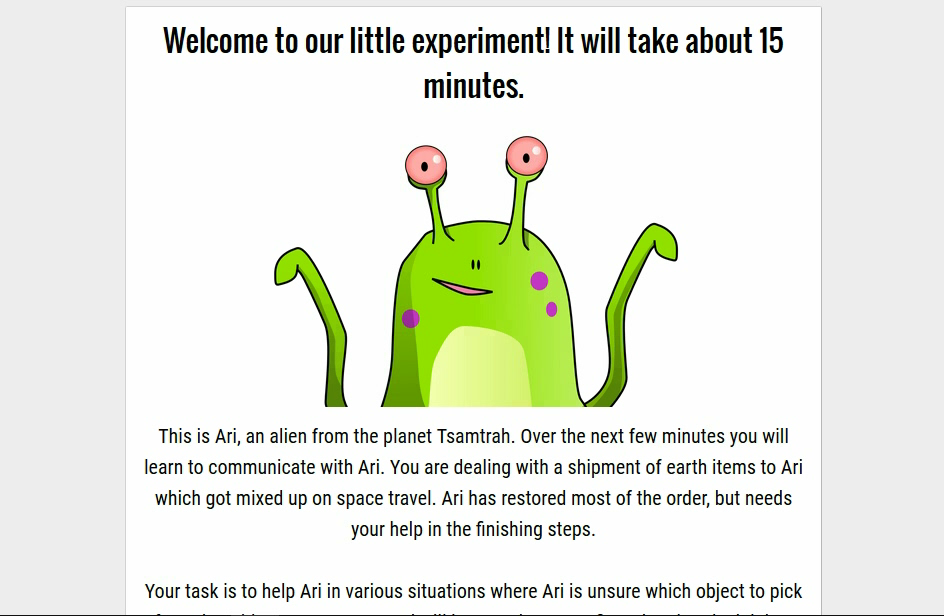 Welcome to our little experiment! It will take about 15
minutes.
This is Ari, an alien from the planet Tsamtrah. Over the next few minutes you will
learn to communicate with Ari. You are dealing with a shipment of earth items to Ari
which got mixed up on space travel. Ari has restored most of the order, but needs
your help in the finishing steps.
Your task is to help Ari in various situations where Ari is unsure which object to pick